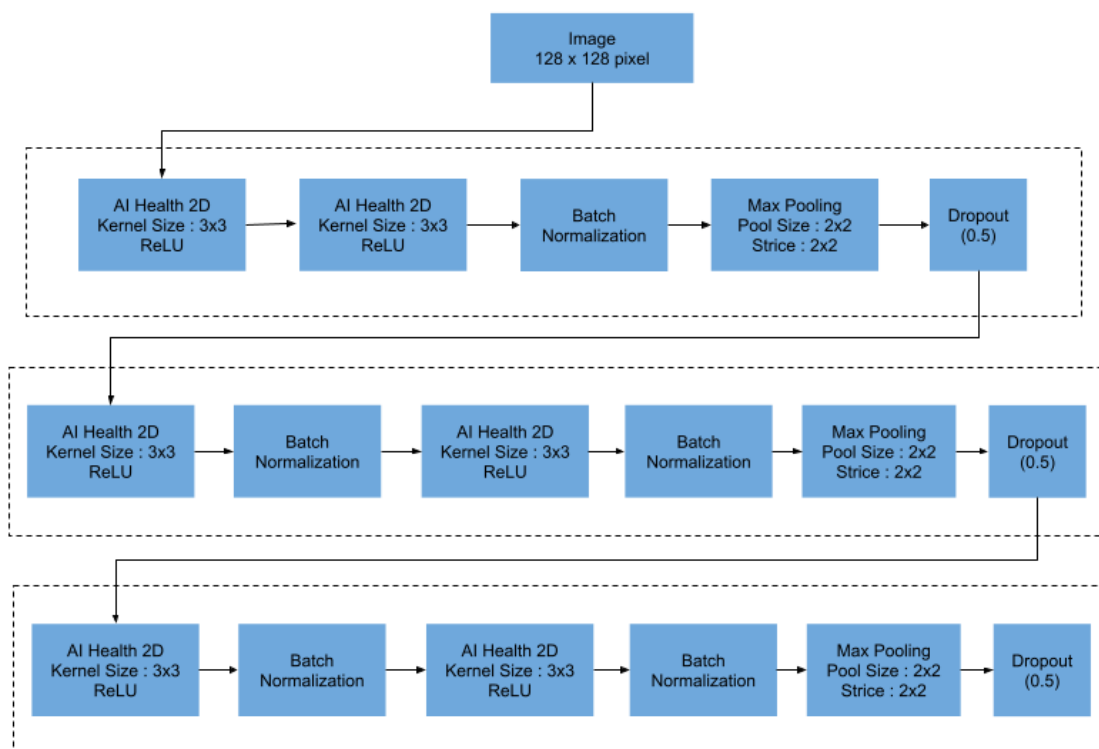 Image
128 x 128 pixel
AI Health 2D
Kernel Size : 3x3
ReLU
AI Health 2D
Kernel Size : 3x3
ReLU
Batch
Normalization
Max Pooling
Pool Size : 2x2
Strice : 2x2
Dropout
(0.5)
AI Health 2D
Kernel Size : 3x3
ReLU
Batch
Normalization
AI Health 2D
Kernel Size : 3x3
ReLU
Batch
Normalization
Max Pooling
Pool Size : 2x2
Strice : 2x2
Dropout
(0.5)
AI Health 2D
Kernel Size : 3x3
ReLU
Batch
Normalization
AI Health 2D
Kernel Size : 3x3
ReLU
Batch
Normalization
Max Pooling
Pool Size : 2x2
Strice : 2x2
Dropout
(0.5)